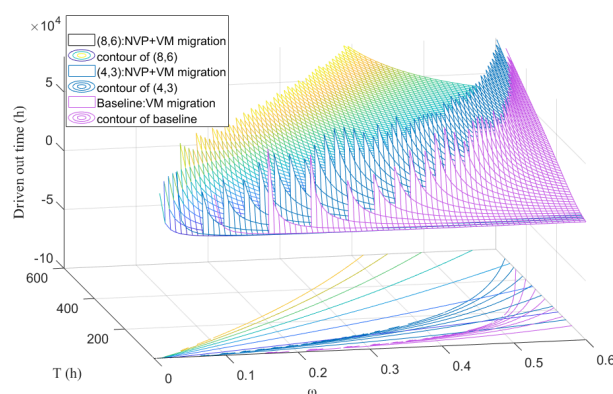 ×10^4
(8,6):NVP+VM migration
contour of (8,6)
(4,3):NVP+VM migration
contour of (4,3)
Baseline:VM migration
contour of baseline
Driven out time (h)
5
0
-5
-10
600
400
200
T (h)
0
0.1
0.2
0.3
0.4
0.5
0.6